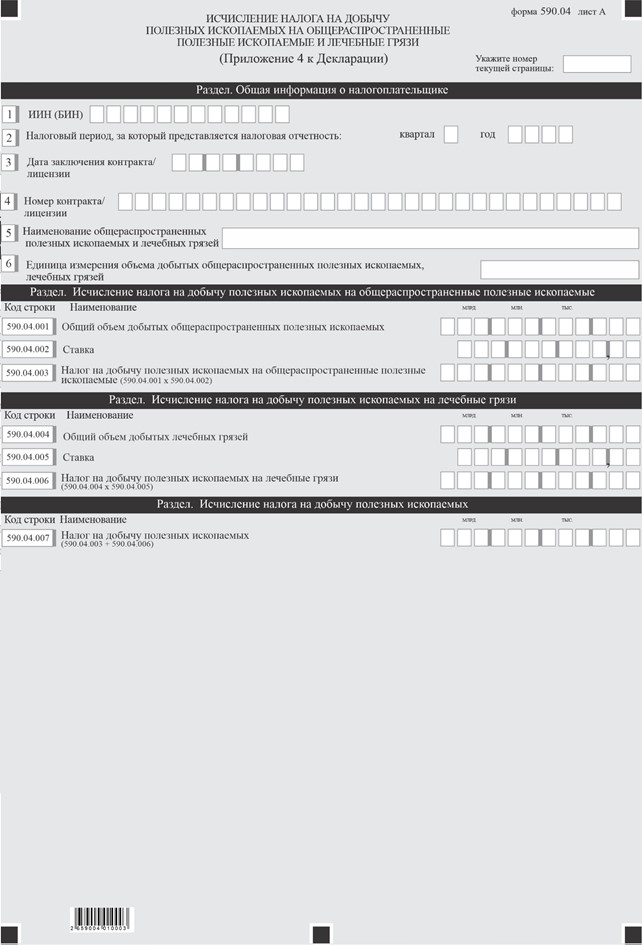 форма 590.04 лист А
ИСЧИСЛЕНИЕ НАЛОГА НА ДОБЫЧУ
ПОЛЕЗНЫХ ИСКОПАЕМЫХ НА ОБЩЕРАСПРОСТРАНЕННЫЕ
ПОЛЕЗНЫЕ ИСКОПАЕМЫЕ И ЛЕЧЕБНЫЕ ГРЯЗИ
(Приложение 4 к Декларации)
Укажите номер
текущей страницы:
Раздел. Общая информация о налогоплательщике
1 ИИН (БИН)
2 Налоговый период, за который представляется налоговая отчетность: квартал год
3 Дата заключения контракта/
лицензии
4 Номер контракта/
лицензии
5 Наименование общераспространенных
полезных ископаемых и лечебных грязей
6 Единица измерения объема добытых общераспространенных полезных ископаемых,
лечебных грязей
Раздел. Исчисление налога на добычу полезных ископаемых на общераспространенные полезные ископаемые
Код строки Наименование МЛРД МЛН ТЫС
590.04.001 Общий объем добытых общераспространенных полезных ископаемых
590.04.002 Ставка ,
590.04.003 Налог на добычу полезных ископаемых на общераспространенные полезные
ископаемые (590.04.001 х 590.04.002)
Раздел. Исчисление налога на добычу полезных ископаемых на лечебные грязи
Код строки Наименование МЛРД МЛН ТЫС
590.04.004 Общий объем добытых лечебных грязей
590.04.005 Ставка ,
590.04.006 Налог на добычу полезных ископаемых на лечебные грязи
(590.04.004 х 590.04.005)
Раздел. Исчисление налога на добычу полезных ископаемых
Код строки Наименование МЛРД МЛН ТЫС
590.04.007 Налог на добычу полезных ископаемых
(590.04.003 + 590.04.006)
2 659004 010003